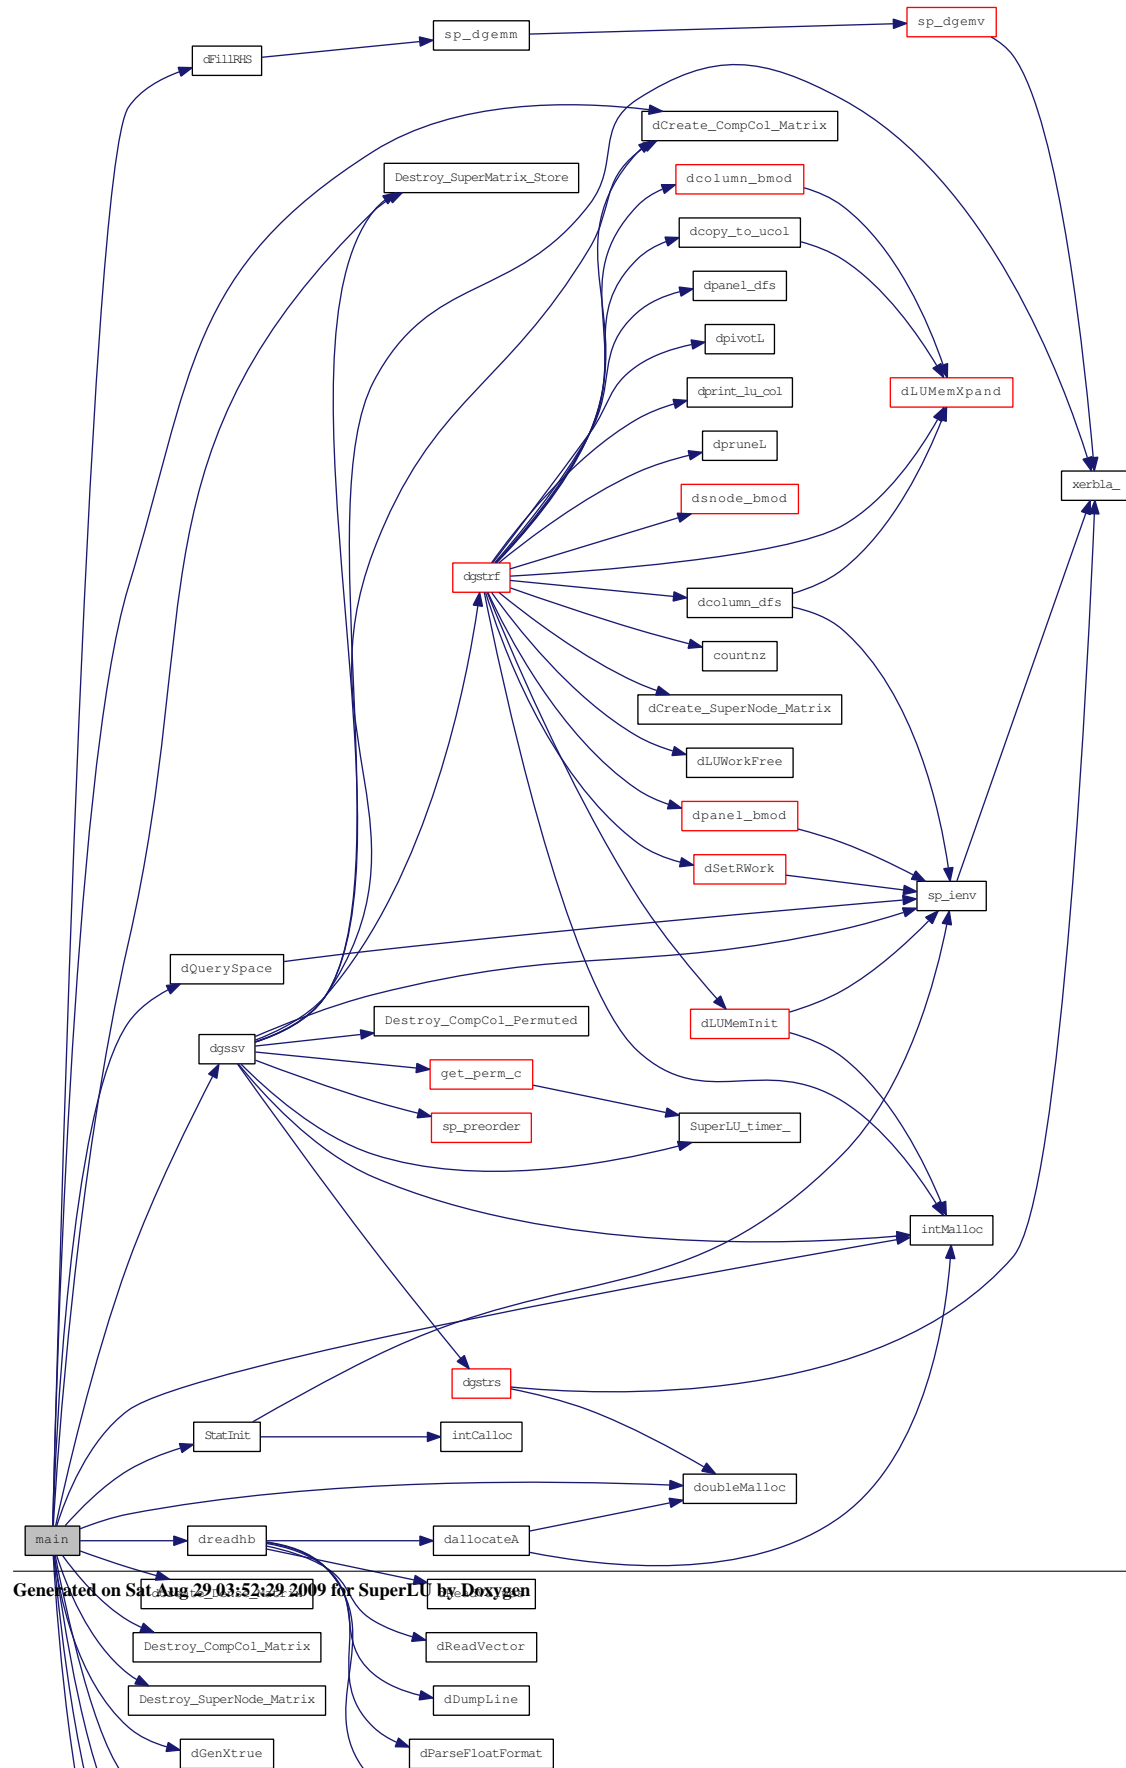 sp_dgemv
sp_dgemm
dFillRHS
dCreate_CompCol_Matrix
Destroy_SuperMatrix_Store
dcolumn_bmod
dcopy_to_ucol
dpanel_dfs
dpivotL
dprint_lu_col
dLUMemXpand
dpruneL
xerbla_
dsnode_bmod
dgstrf
dcolumn_dfs
countnz
dCreate_SuperNode_Matrix
dLUWorkFree
dpanel_bmod
dSetRWork
sp_ienv
dQuerySpace
Destroy_CompCol_Permuted
dLUMemInit
dgssv
get_perm_c
sp_preorder
SuperLU_timer_
intMalloc
dgstrs
StatInit
intCalloc
doubleMalloc
main
dreadhb
dallocateA
Generated on Sat Aug 29 03:52:29 2009 for SuperLU by Doxygen
Destroy_CompCol_Matrix
dReadVector
Destroy_SuperNode_Matrix
dDumpLine
dGenXtrue
dParseFloatFormat